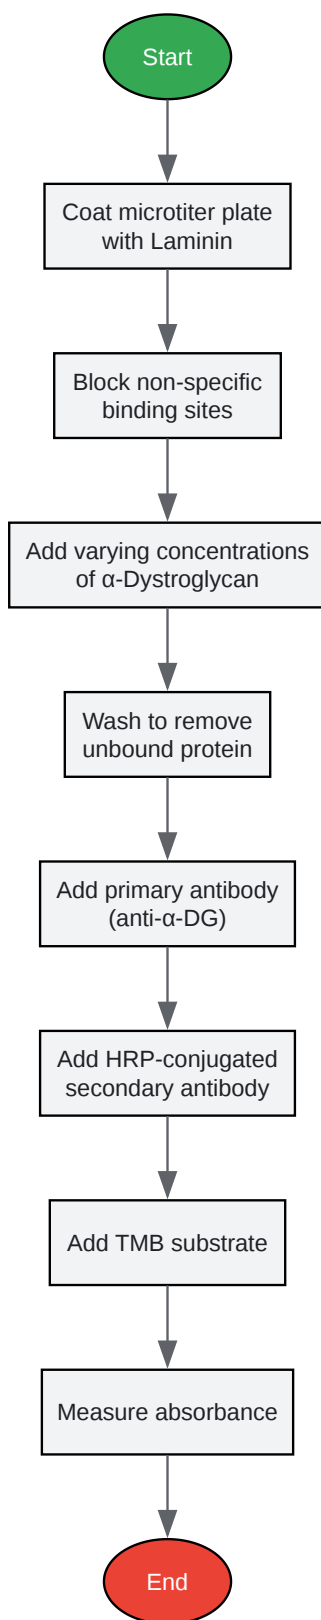 Start
Coat microtiter plate
with Laminin
Block non-specific
binding sites
Add varying concentrations
of α-Dystroglycan
Wash to remove
unbound protein
Add primary antibody
(anti-α-DG)
Add HRP-conjugated
secondary antibody
Add TMB substrate
Measure absorbance
End